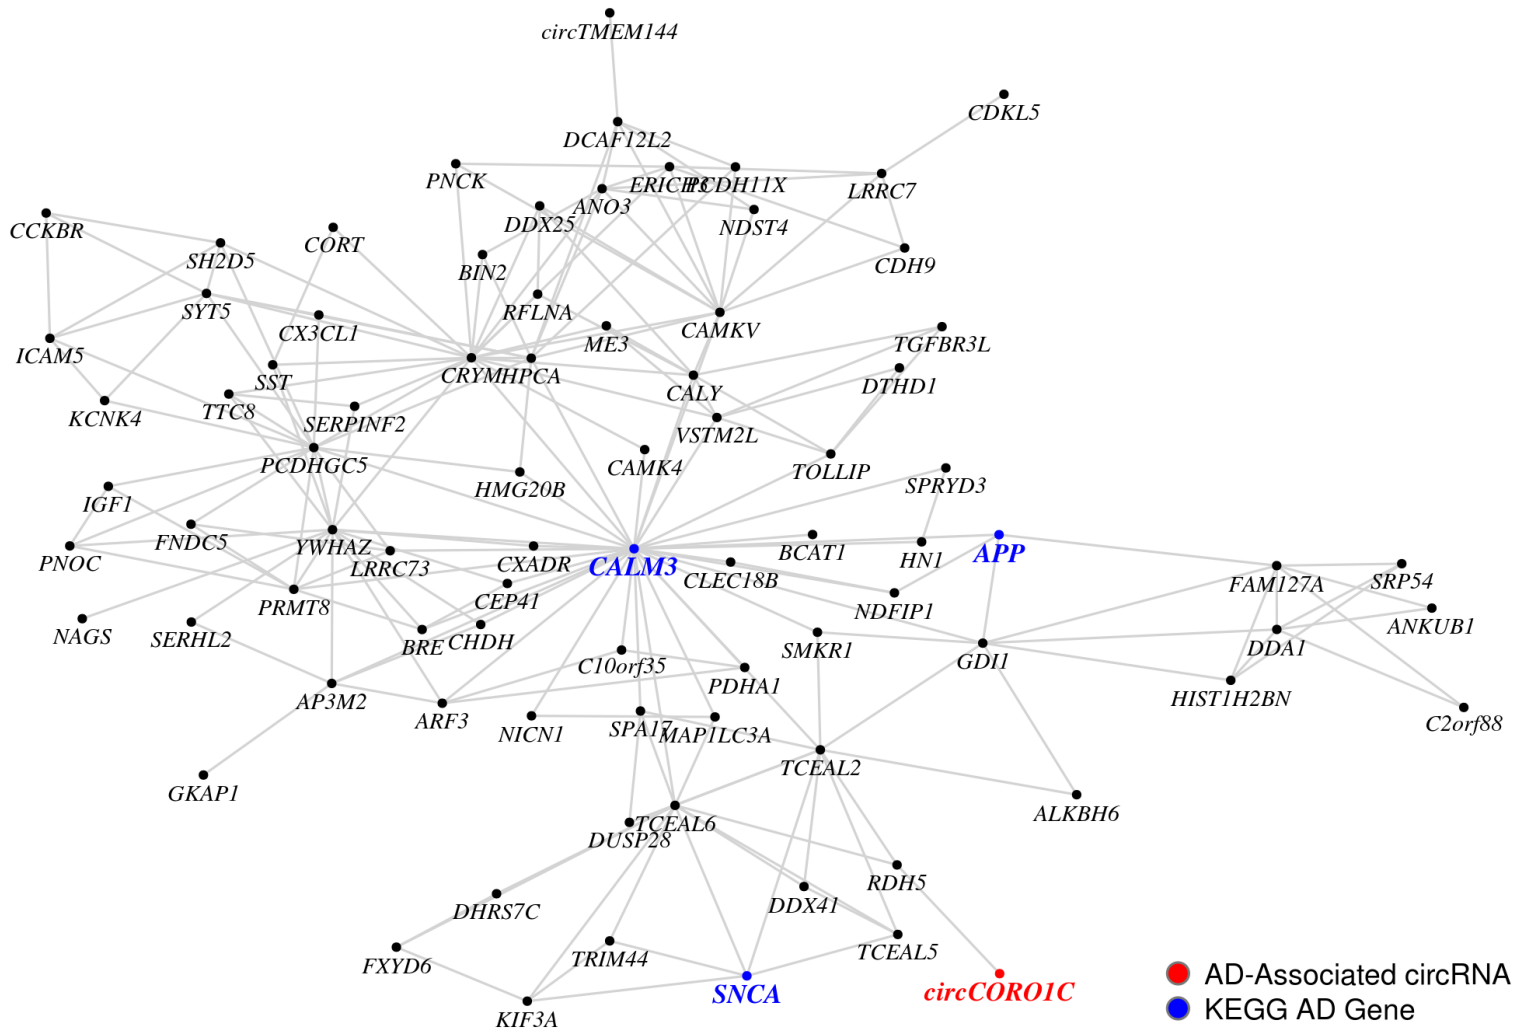 circTMEM144
CDKL5
DCAF12L2
PNCK
ERICH3
PCDH11X
LRRC7
ANO3
DDX25
NDST4
CCKBR
CORT
SH2D5
BIN2
CDH9
RFLNA
SYT5
CX3CL1
CAMKV
ME3
TGFBR3L
ICAM5
CRYM
HPCA
SST
CALY
DTHD1
KCNK4
TTC8
SERPINF2
VSTM2L
PCDHGC5
CAMK4
TOLLIP
HMG20B
SPRYD3
IGF1
FNDC5
YWHAZ
BCAT1
HN1
APP
PNOC
LRRC73
CXADR
CALM3
CLEC18B
FAM127A
SRP54
CEP41
PRMT8
NDFIP1
NAGS
SERHL2
BRE
CHDH
SMKR1
ANKUB1
GDI1
DDA1
C10orf35
PDHA1
AP3M2
HIST1H2BN
ARF3
NICN1
SPA17
MAP1LC3A
C2orf88
TCEAL2
GKAP1
TCEAL6
DUSP28
ALKBH6
RDH5
DHRS7C
DDX41
TCEAL5
FXYD6
TRIM44
SNCA
circCORO1C
KIF3A
AD-Associated circRNA
KEGG AD Gene